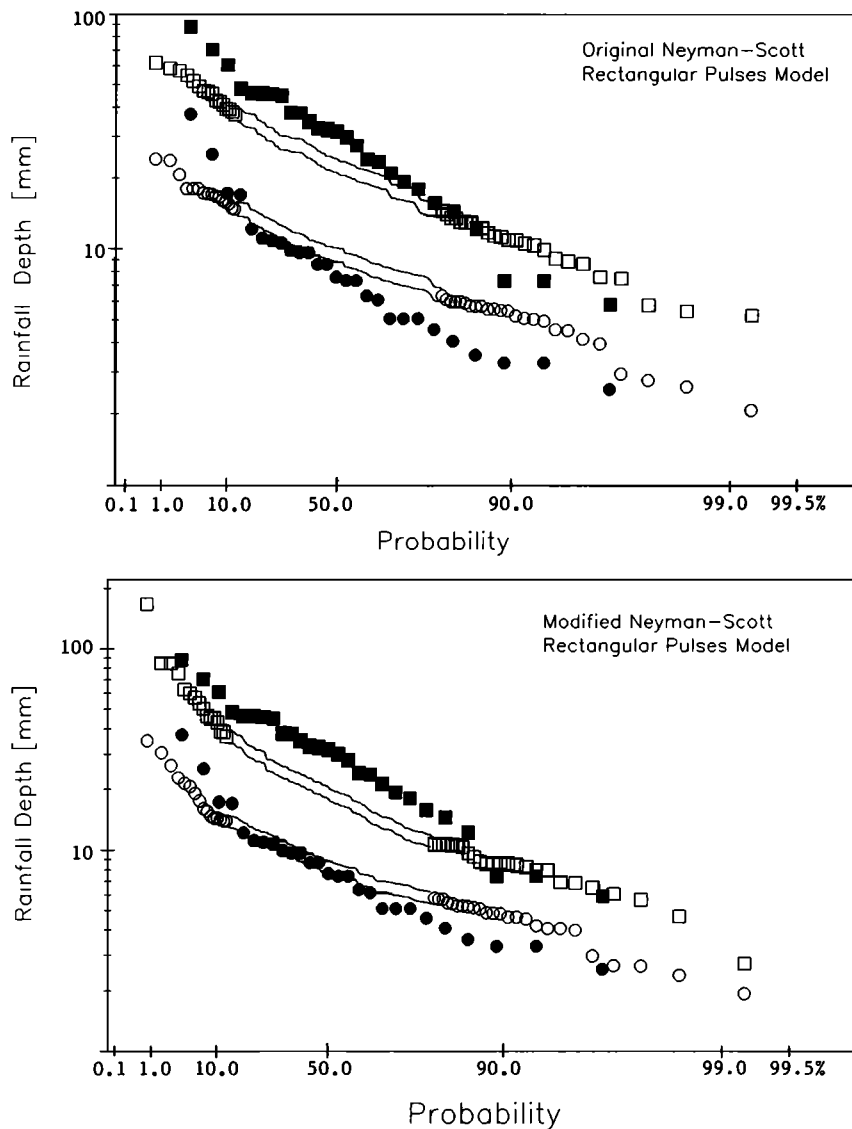 100
Original Neyman-Scott
Rectangular Pulses Model
10
Rainfall Depth [mm]
0.1 1.0 10.0 50.0 90.0 99.0 99.5%
Probability
Modified Neyman-Scott
Rectangular Pulses Model
100
10
Rainfall Depth [mm]
0.1 1.0 10.0 50.0 90.0 99.0 99.5%
Probability